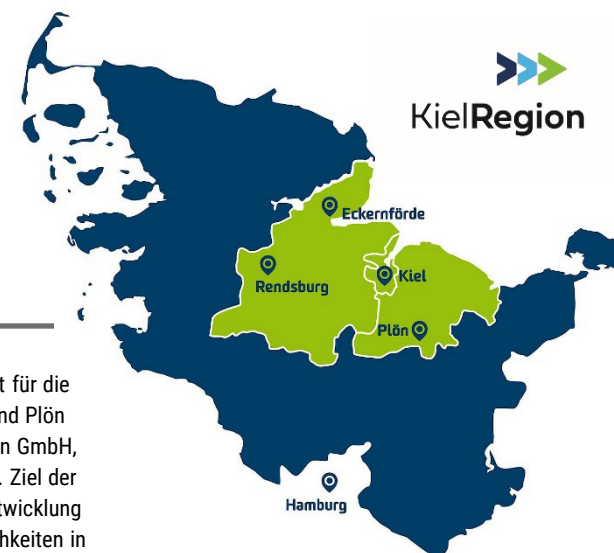 KielRegion
Eckernförde
Rendsburg
Kiel
Plön
Hamburg
t für die
nd Plön
n GmbH,
. Ziel der
twicklung
hkeiten in